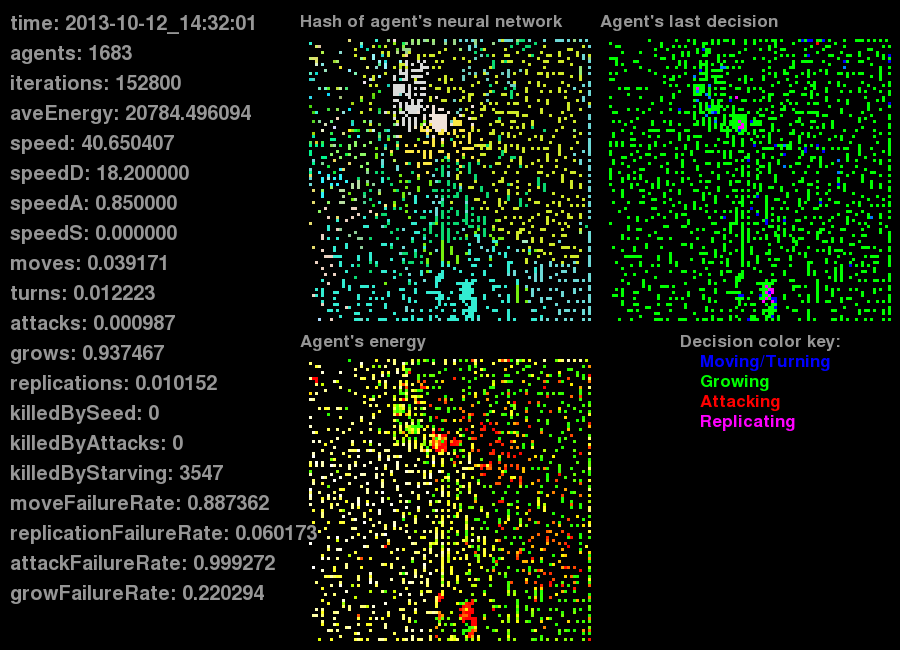 time: 2013-10-12_14:32:01
agents: 1683
iterations: 152800
aveEnergy: 20784.496094
speed: 40.650407
speedD: 18.200000
speedA: 0.850000
speedS: 0.000000
moves: 0.039171
turns: 0.012223
attacks: 0.000987
grows: 0.937467
replications: 0.010152
killedBySeed: 0
killedByAttacks: 0
killedByStarving: 3547
moveFailureRate: 0.887362
replicationFailureRate: 0.060173
attackFailureRate: 0.999272
growFailureRate: 0.220294
Hash of agent's neural network
Agent's last decision
Agent's energy
Decision color key:
Moving/Turning
Growing
Attacking
Replicating